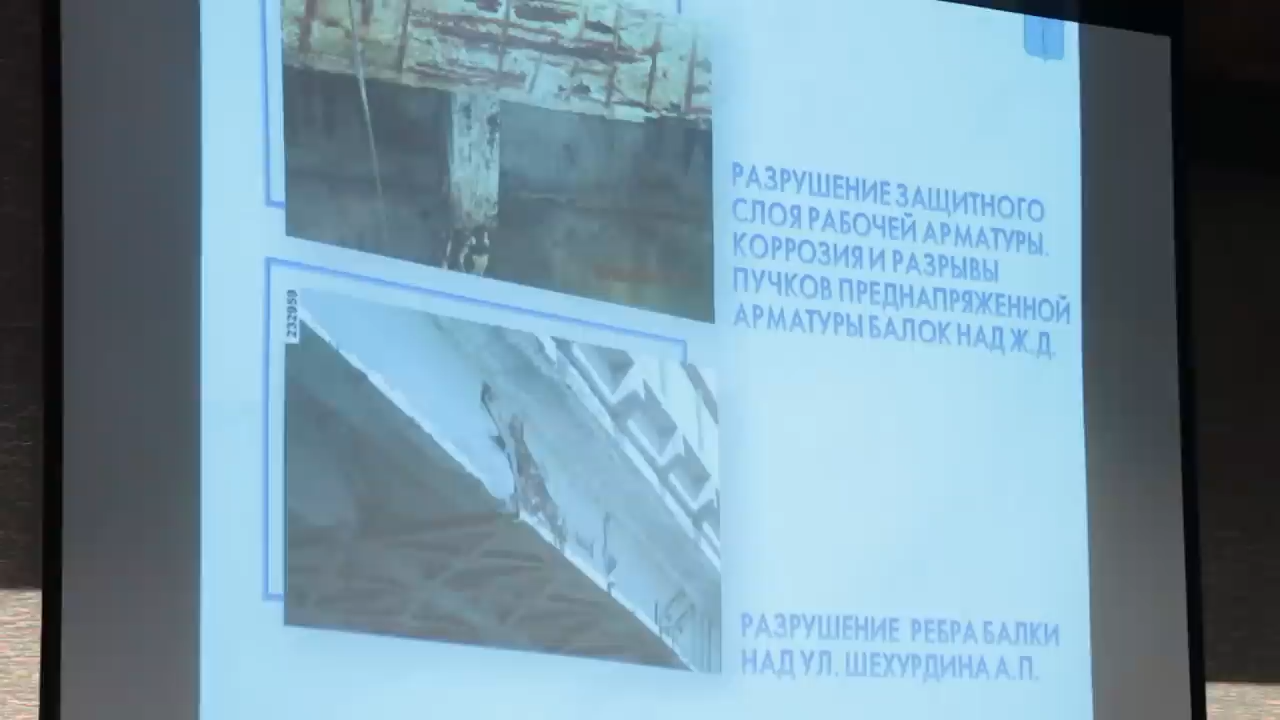 РАЗРУШЕНИЕ ЗАЩИТНОГО
СЛОЯ РАБОЧЕЙ АРМАТУРЫ.
КОРРОЗИЯ И РАЗРЫВЫ
ПУЧКОВ ПРЕДНАПРЯЖЕННОЙ
АРМАТУРЫ БАЛОК НАД Ж.Д.
232959
РАЗРУШЕНИЕ РЕБРА БАЛКИ
НАД УЛ. ШЕХУРДИНА А.П.